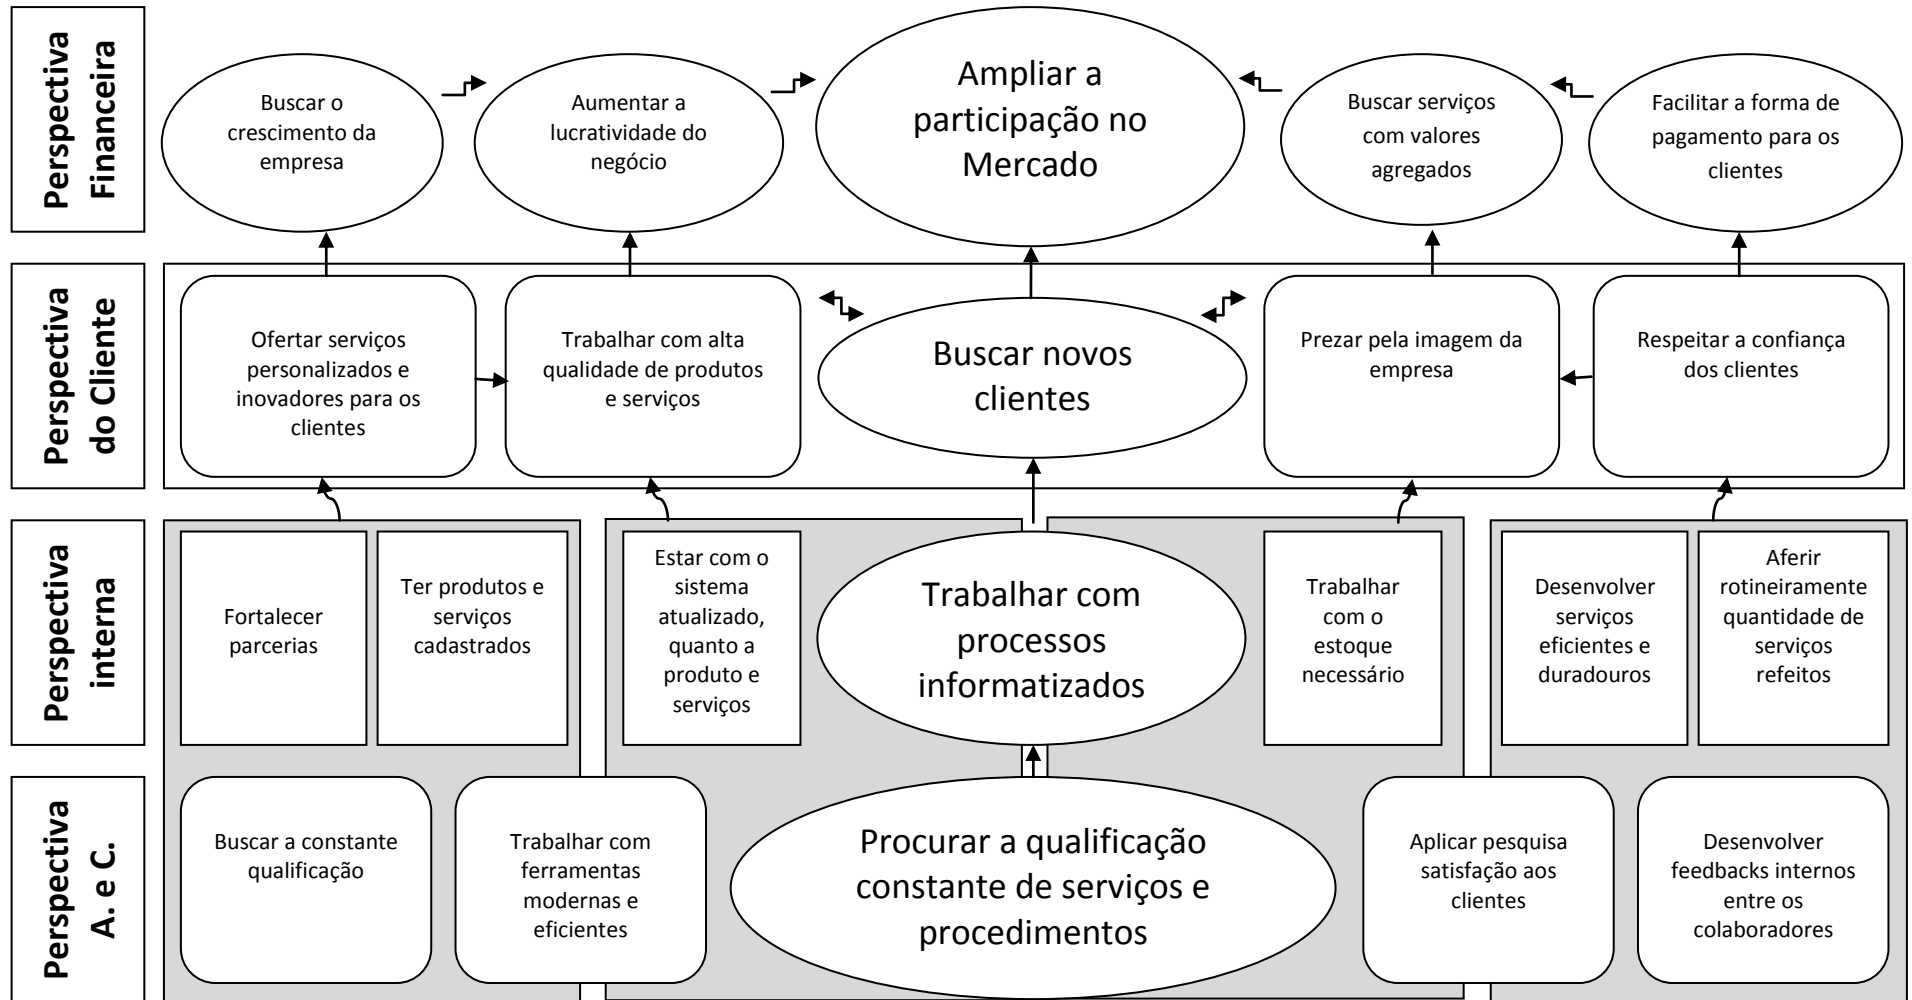 Perspectiva
Financeira
Buscar o
crescimento da
empresa
Aumentar a
lucratividade do
negócio
Ampliar a
participação no
Mercado
Buscar serviços
com valores
agregados
Facilitar a forma de
pagamento para os
clientes
Perspectiva
do Cliente
Ofertar serviços
personalizados e
inovadores para os
clientes
Trabalhar com alta
qualidade de produtos
e serviços
Buscar novos
clientes
Prezar pela imagem da
empresa
Respeitar a confiança
dos clientes
Perspectiva
interna
Fortalecer
parcerias
Ter produtos e
serviços
cadastrados
Estar com o
sistema
atualizado,
quanto a
produto e
serviços
Trabalhar com
processos
informatizados
Trabalhar
com o
estoque
necessário
Desenvolver
serviços
eficientes e
duradouros
Aferir
rotineiramente
quantidade de
serviços
refeitos
Perspectiva
A. e C.
Buscar a constante
qualificação
Trabalhar com
ferramentas
modernas e
eficientes
Procurar a qualificação
constante de serviços e
procedimentos
Aplicar pesquisa
satisfação aos
clientes
Desenvolver
feedbacks internos
entre os
colaboradores